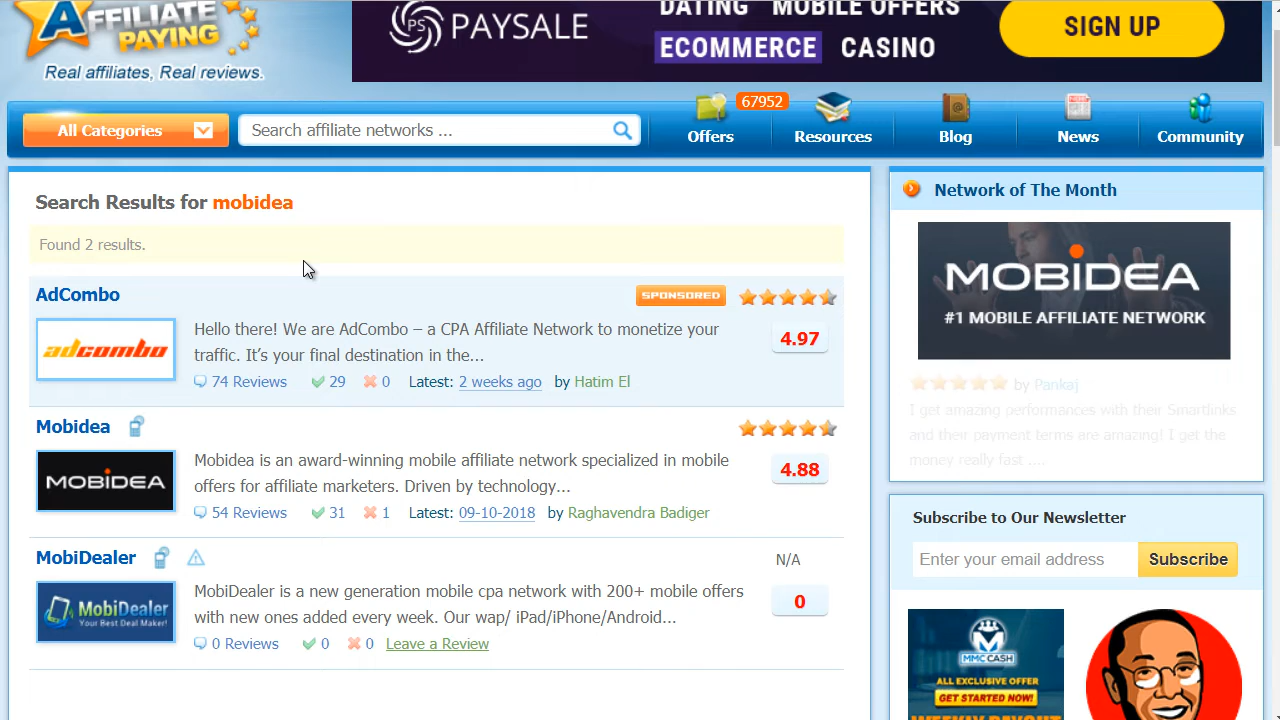 AFFILIATE
PAYING
Real affiliates, Real reviews.
PS PAYSALE
DATING MOBILE OFFERS
ECOMMERCE CASINO
SIGN UP
All Categories
Search affiliate networks ...
67952
Offers
Resources
Blog
News
Community
Search Results for mobidea
Found 2 results.
AdCombo
SPONSORED
adcombo
Hello there! We are AdCombo – a CPA Affiliate Network to monetize your
traffic. It's your final destination in the...
4.97
74 Reviews 29 0 Latest: 2 weeks ago by Hatim El
Mobidea
MOBIDEA
Mobidea is an award-winning mobile affiliate network specialized in mobile
offers for affiliate marketers. Driven by technology...
4.88
54 Reviews 31 1 Latest: 09-10-2018 by Raghavendra Badiger
MobiDealer
N/A
MobiDealer
Your Best Deal Maker!
MobiDealer is a new generation mobile cpa network with 200+ mobile offers
with new ones added every week. Our wap/ iPad/iPhone/Android...
0
0 Reviews 0 0 Leave a Review
Network of The Month
MOBIDEA
#1 MOBILE AFFILIATE NETWORK
by Pankaj
I get amazing performances with their Smartlinks
and their payment terms are amazing! I get the
money really fast ....
Subscribe to Our Newsletter
Enter your email address
Subscribe
MMC CASH
ALL EXCLUSIVE OFFER
GET STARTED NOW!
WEEKLY PAYOUT